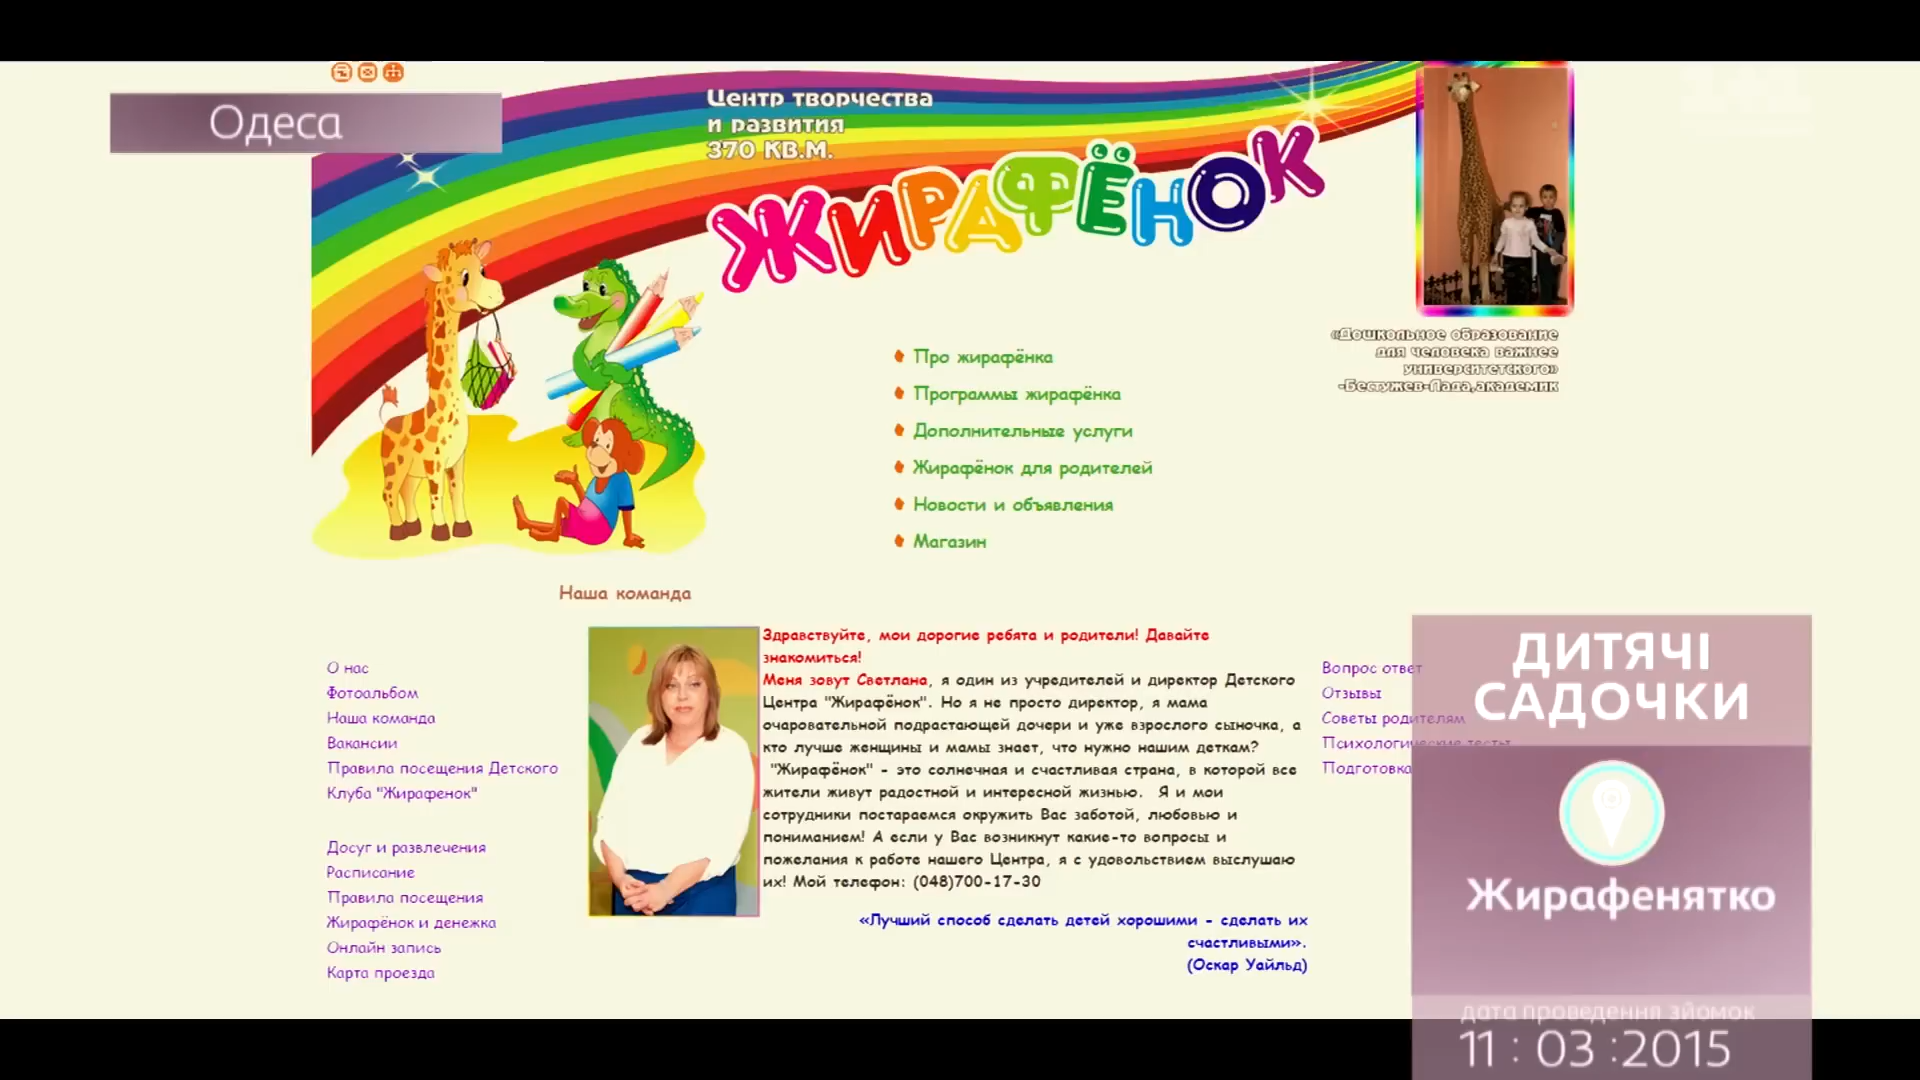 Одеса
Центр творчества
и развития
370 КВ.М.
ЖИРАФЁНОК
«Дошкольное образование
для человека важнее
университетского»
-Бестужев-Лада,академик
Про жирафёнка
Программы жирафёнка
Дополнительные услуги
Жирафёнок для родителей
Новости и объявления
Магазин
Наша команда
О нас
Фотоальбом
Наша команда
Вакансии
Правила посещения Детского
Клуба "Жирафенок"
Досуг и развлечения
Расписание
Правила посещения
Жирафёнок и денежка
Онлайн запись
Карта проезда
Здравствуйте, мои дорогие ребята и родители! Давайте
знакомиться!
Меня зовут Светлана, я один из учредителей и директор Детского
Центра "Жирафёнок". Но я не просто директор, я мама
очаровательной подрастающей дочери и уже взрослого сыночка, а
кто лучше женщины и мамы знает, что нужно нашим деткам?
"Жирафёнок" - это солнечная и счастливая страна, в которой все
жители живут радостной и интересной жизнью. Я и мои
сотрудники постараемся окружить Вас заботой, любовью и
пониманием! А если у Вас возникнут какие-то вопросы и
пожелания к работе нашего Центра, я с удовольствием выслушаю
их! Мой телефон: (048)700-17-30
«Лучший способ сделать детей хорошими - сделать их
счастливыми».
(Оскар Уайльд)
Вопрос ответ
Отзывы
Советы родителям
Психологические тесты
Подготовка
ДИТЯЧІ
САДОЧКИ
Жирафенятко
дата проведення зйомок
11 : 03 :2015